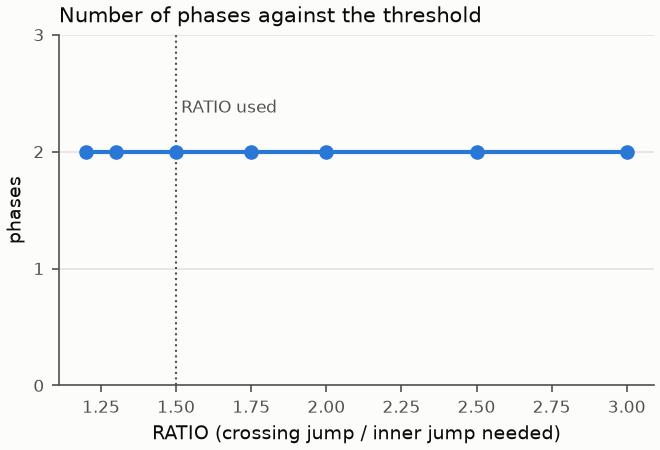 Number of phases against the threshold
3
RATIO used
2
phases
1
0
1.25 1.50 1.75 2.00 2.25 2.50 2.75 3.00
RATIO (crossing jump / inner jump needed)